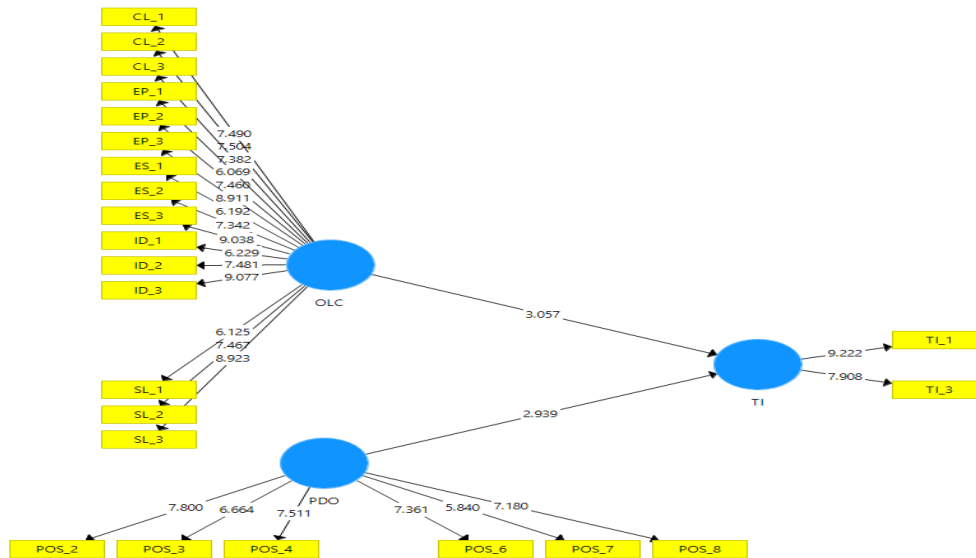 CL_1
CL_2
CL_3
EP_1
EP_2
EP_3
ES_1
ES_2
ES_3
ID_1
ID_2
ID_3
7.490
7.504
7.382
6.069
7.460
8.911
6.192
7.342
9.038
6.229
7.481
9.077
OLC
6.125
7.467
8.923
SL_1
SL_2
SL_3
3.057
2.939
TI
9.222
7.908
TI_1
TI_3
PDO
7.800
6.664
7.511
7.361
5.840
7.180
POS_2
POS_3
POS_4
POS_6
POS_7
POS_8